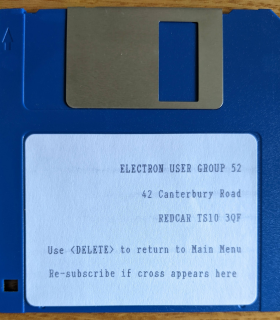 ELECTRON USER GROUP 52
42 Canterbury Road
REDCAR TS10 3QF
Use <DELETE> to return to Main Menu
Re-subscribe if cross appears here